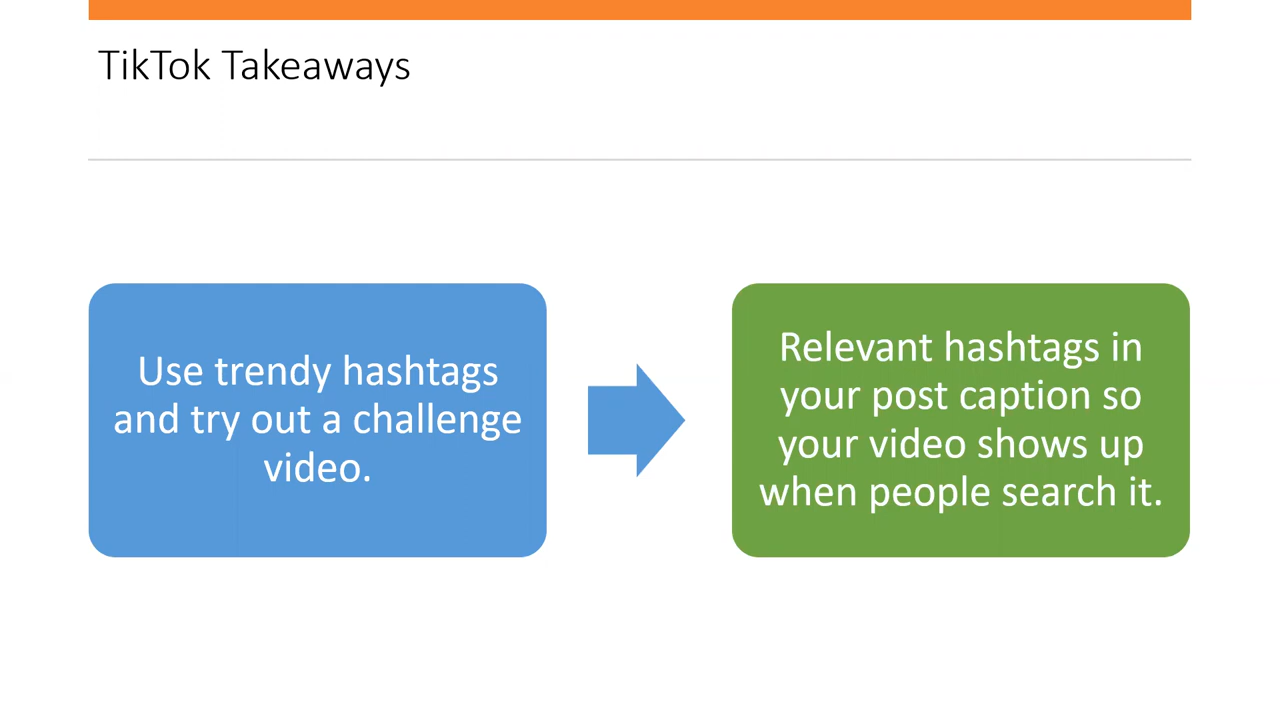 TikTok Takeaways
Use trendy hashtags
and try out a challenge
video.
Relevant hashtags in
your post caption so
your video shows up
when people search it.